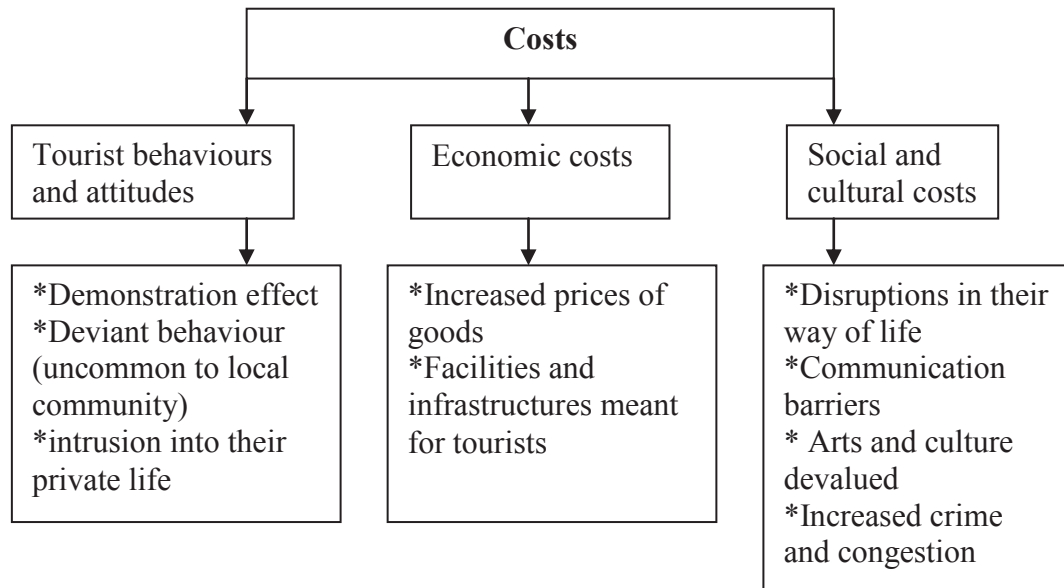 Costs
Tourist behaviours
and attitudes
Economic costs
Social and
cultural costs
*Demonstration effect
*Deviant behaviour
(uncommon to local
community)
*intrusion into their
private life
*Increased prices of
goods
*Facilities and
infrastructures meant
for tourists
*Disruptions in their
way of life
*Communication
barriers
* Arts and culture
devalued
*Increased crime
and congestion